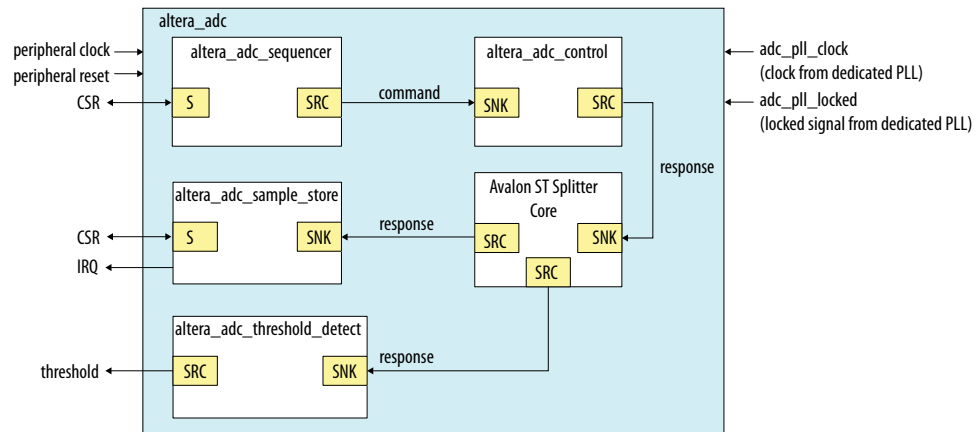 altera_adc
peripheral clock
peripheral reset
CSR
altera_adc_sequencer
S
SRC
command
altera_adc_control
SNK
SRC
adc_pll_clock
(clock from dedicated PLL)
adc_pll_locked
(locked signal from dedicated PLL)
response
altera_adc_sample_store
CSR
S
SNK
IRQ
response
Avalon ST Splitter
Core
SRC
SNK
SRC
altera_adc_threshold_detect
threshold
SRC
SNK
response